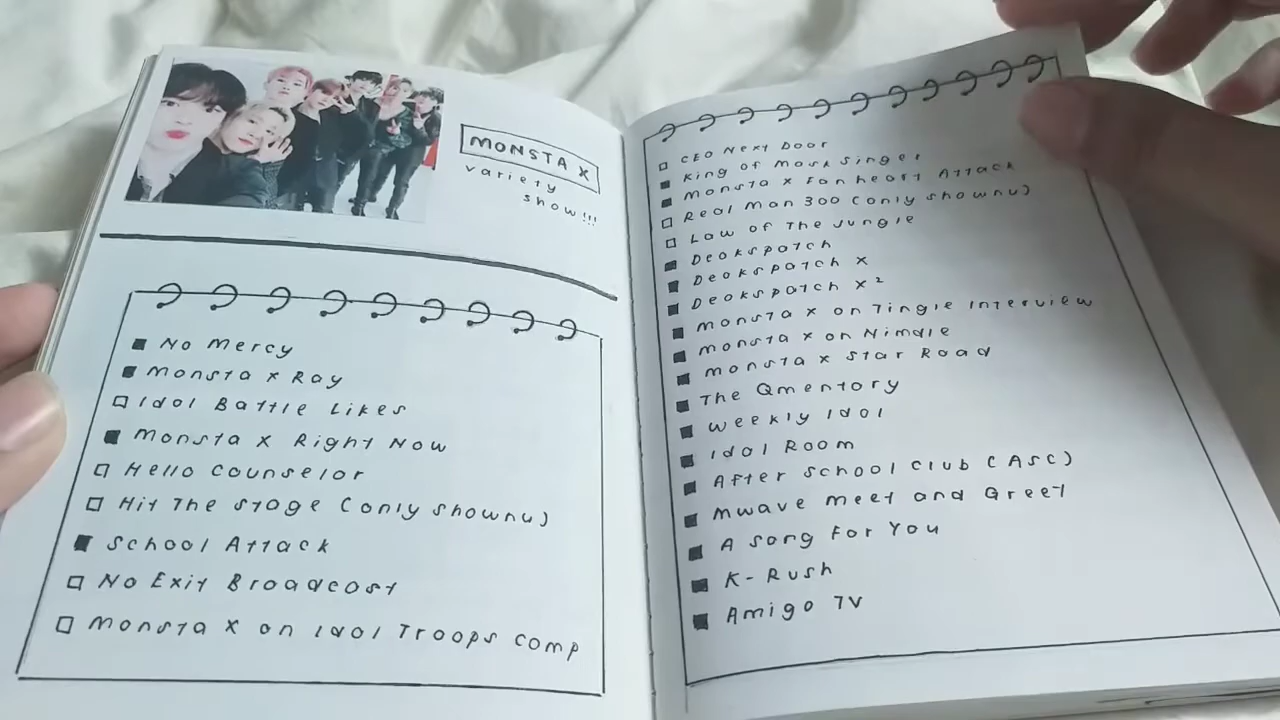 MONSTA X
variety
show!!!
No Mercy
Monsta X Ray
Idol Battle Likes
Monsta X Right Now
Hello Counselor
Hit The Stage (only Shownu)
School Attack
No Exit Broadcast
Monsta X on Idol Troops Comp
CEO Next Door
King of Mask Singer
Monsta X Fanheart Attack
Real Man 300 (only Shownu)
Law of The Jungle
Deokspatch
Deokspatch X
Deokspatch X²
Monsta X on Tingle Interview
Monsta X on Nimdle
Monsta X Star Road
The Qmentory
Weekly Idol
Idol Room
After School Club (ASC)
Mwave Meet and Greet
A Song For You
K-Rush
Amigo TV